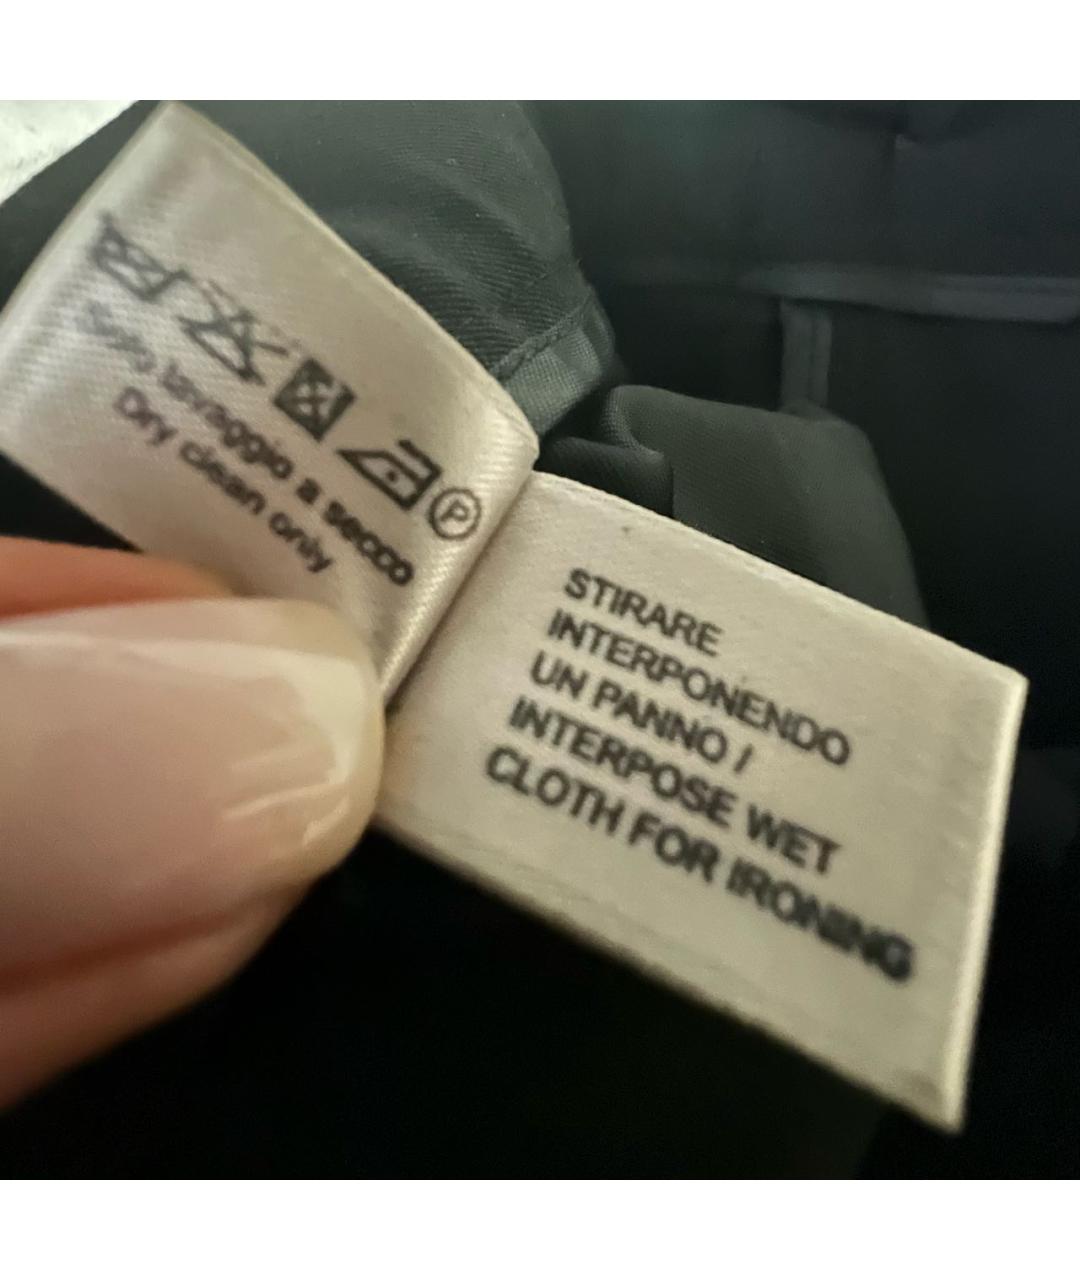 Solo lavaggio a secco
Dry clean only
P
STIRARE
INTERPONENDO
UN PANNO /
INTERPOSE WET
CLOTH FOR IRONING